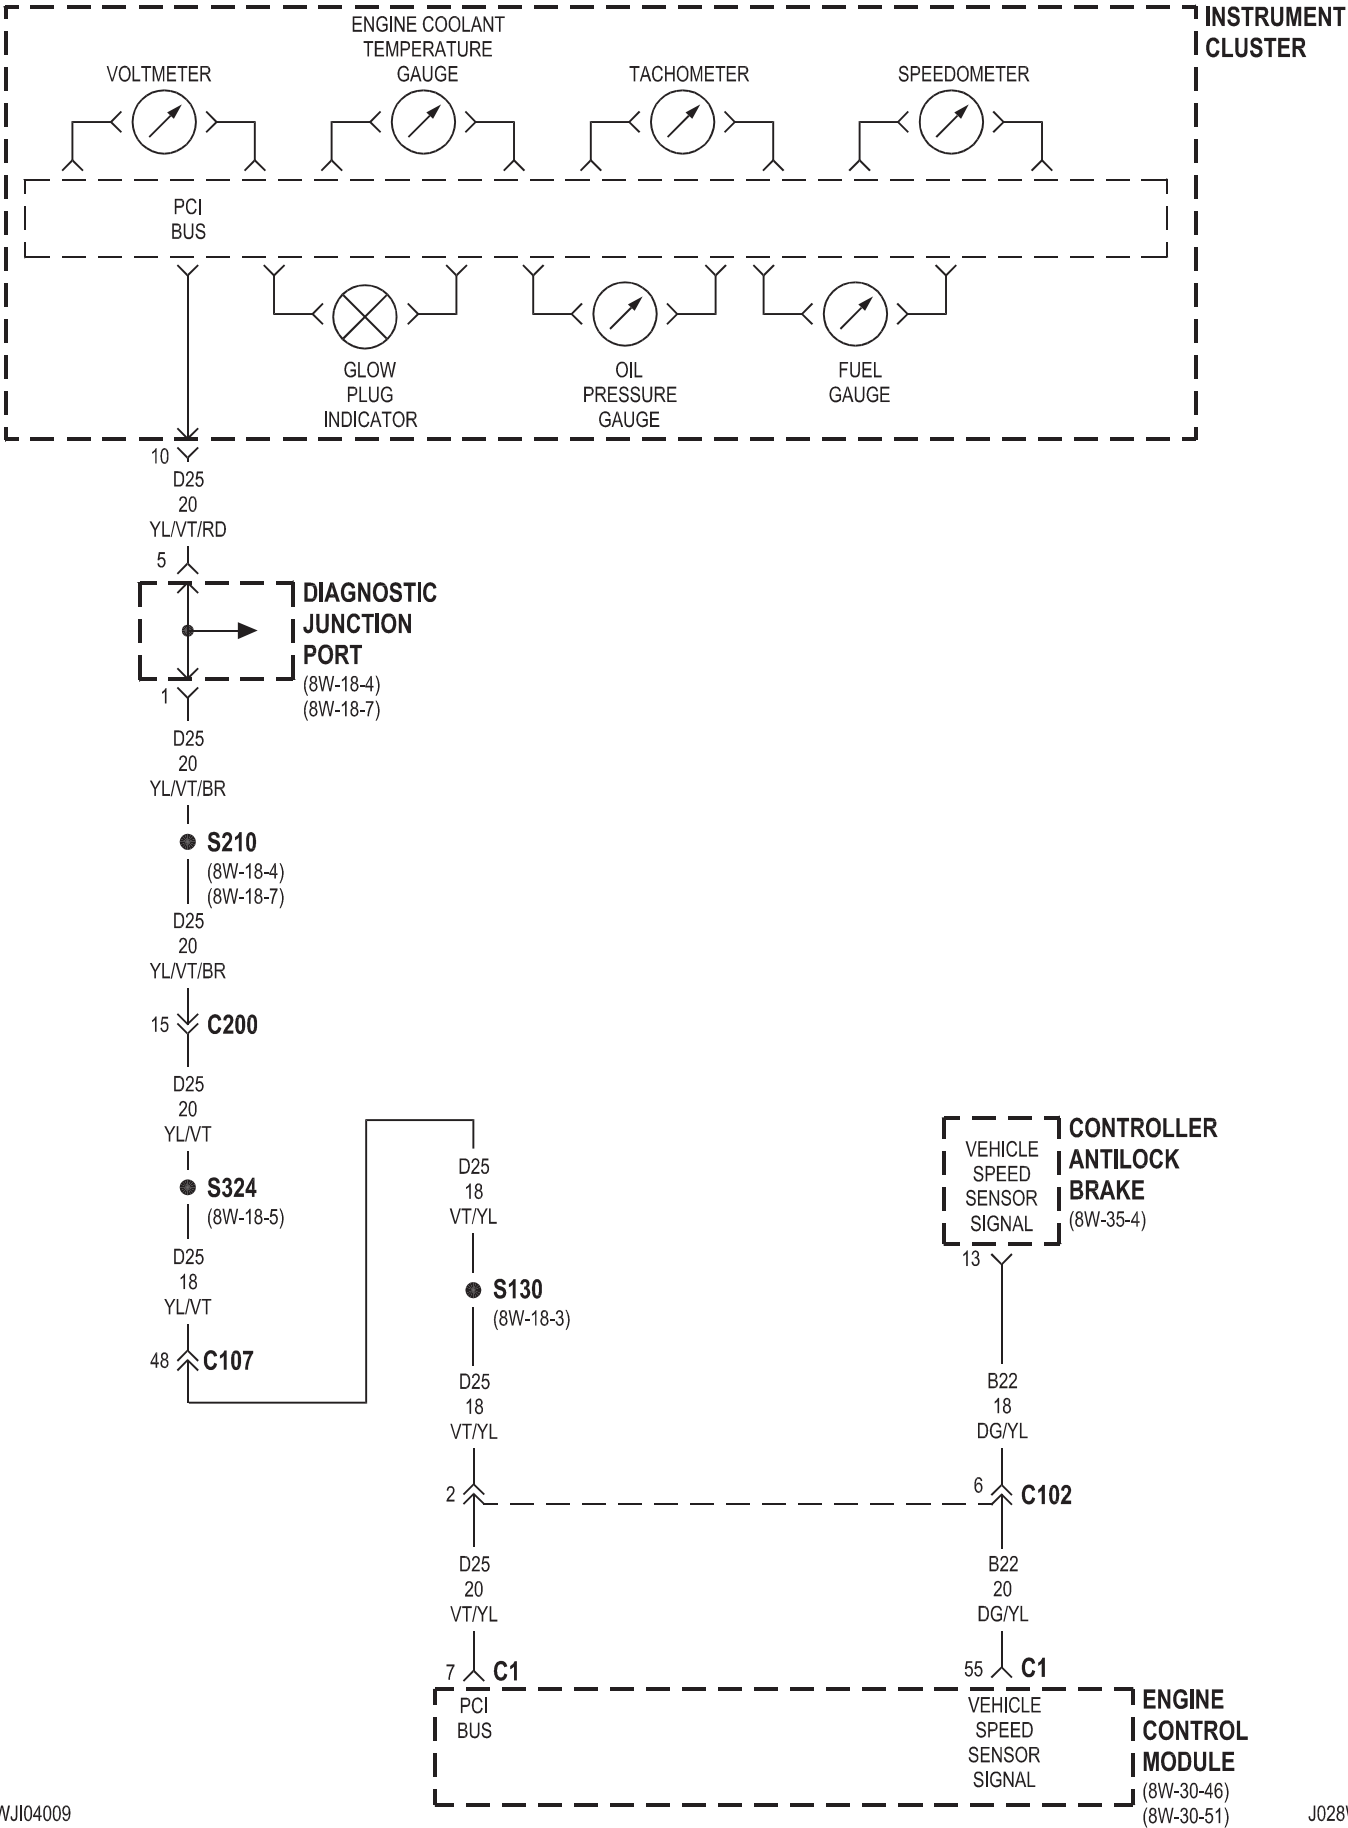 INSTRUMENT
CLUSTER
ENGINE COOLANT
TEMPERATURE
GAUGE
VOLTMETER
TACHOMETER
SPEEDOMETER
PCI
BUS
GLOW
PLUG
INDICATOR
OIL
PRESSURE
GAUGE
FUEL
GAUGE
10
D25
20
YL/VT/RD
5
DIAGNOSTIC
JUNCTION
PORT
(8W-18-4)
(8W-18-7)
1
D25
20
YL/VT/BR
S210
(8W-18-4)
(8W-18-7)
D25
20
YL/VT/BR
15
C200
D25
20
YL/VT
S324
(8W-18-5)
D25
18
YL/VT
48
C107
D25
18
VT/YL
S130
(8W-18-3)
D25
18
VT/YL
2
D25
20
VT/YL
7
C1
PCI
BUS
VEHICLE
SPEED
SENSOR
SIGNAL
CONTROLLER
ANTILOCK
BRAKE
(8W-35-4)
13
B22
18
DG/YL
6
C102
B22
20
DG/YL
55
C1
VEHICLE
SPEED
SENSOR
SIGNAL
ENGINE
CONTROL
MODULE
(8W-30-46)
(8W-30-51)
WJI04009
J028W